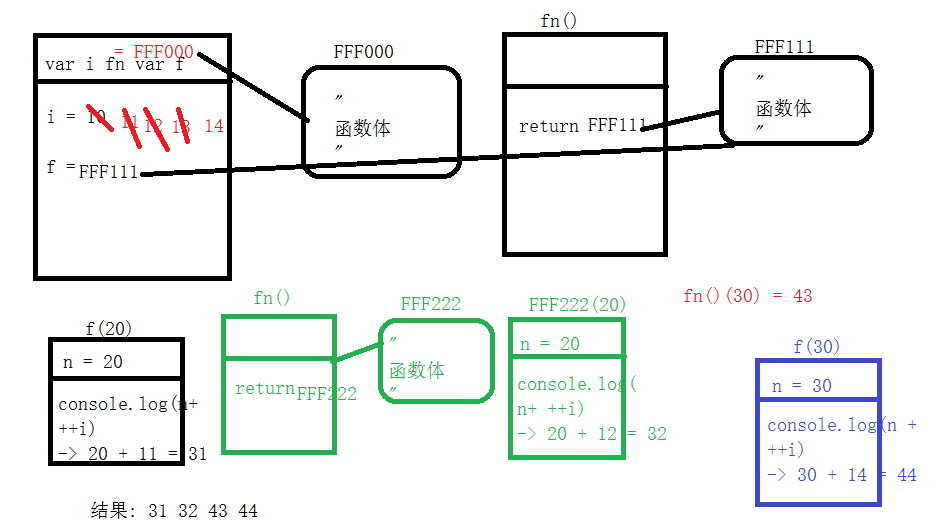 fn()
= FFF000
var i fn var f
FFF000
FFF111
"
函数体
"
"
函数体
"
i = 10 11 12 13 14
return FFF111
f = FFF111
fn()
FFF222
FFF222(20)
fn()(30) = 43
f(20)
n = 20
console.log(n+
++i)
-> 20 + 11 = 31
return FFF222
"
函数体
"
n = 20
console.log(
n+ ++i)
-> 20 + 12 = 32
f(30)
n = 30
console.log(n +
++i)
-> 30 + 14 = 44
结果: 31 32 43 44